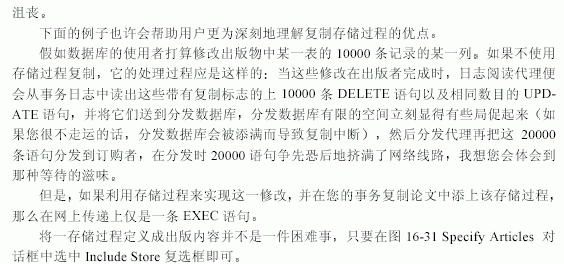 沮丧。
下面的例子也许会帮助用户更为深刻地理解复制存储过程的优点。
假如数据库的使用者打算修改出版物中某一表的 10000 条记录的某一列。如果不使用
存储过程复制，它的处理过程应是这样的：当这些修改在出版者完成时，日志阅读代理便
会从事务日志中读出这些带有复制标志的上 10000 条 DELETE 语句以及相同数目的 UPD-
ATE 语句，并将它们送到分发数据库，分发数据库有限的空间立刻显得有些局促起来（如
果您很不走运的话，分发数据库会被添满而导致复制中断），然后分发代理再把这 20000
条语句分发到订购者，在分发时 20000 语句争先恐后地挤满了网络线路，我想您会体会到
那种等待的滋味。
但是，如果利用存储过程来实现这一修改，并在您的事务复制论文中添上该存储过程，
那么在网上传递上仅是一条 EXEC 语句。
将一存储过程定义成出版内容并不是一件困难事，只要在图 16-31 Specify Articles 对
话框中选中 Include Store 复选框即可。